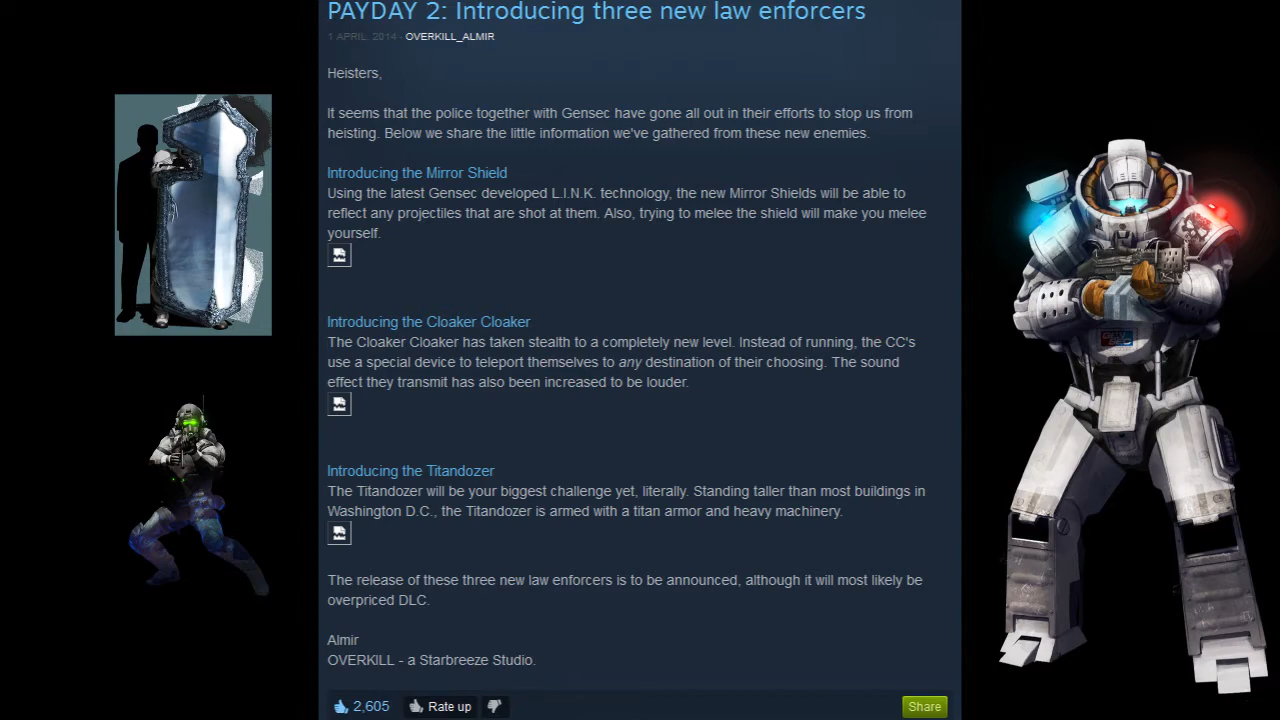 PAYDAY 2: Introducing three new law enforcers
1 APRIL, 2014 - OVERKILL_ALMIR
Heisters,
It seems that the police together with Gensec have gone all out in their efforts to stop us from
heisting. Below we share the little information we've gathered from these new enemies.
Introducing the Mirror Shield
Using the latest Gensec developed L.I.N.K. technology, the new Mirror Shields will be able to
reflect any projectiles that are shot at them. Also, trying to melee the shield will make you melee
yourself.
Introducing the Cloaker Cloaker
The Cloaker Cloaker has taken stealth to a completely new level. Instead of running, the CC's
use a special device to teleport themselves to any destination of their choosing. The sound
effect they transmit has also been increased to be louder.
Introducing the Titandozer
The Titandozer will be your biggest challenge yet, literally. Standing taller than most buildings in
Washington D.C., the Titandozer is armed with a titan armor and heavy machinery.
The release of these three new law enforcers is to be announced, although it will most likely be
overpriced DLC.
Almir
OVERKILL - a Starbreeze Studio.
2,605 Rate up Share